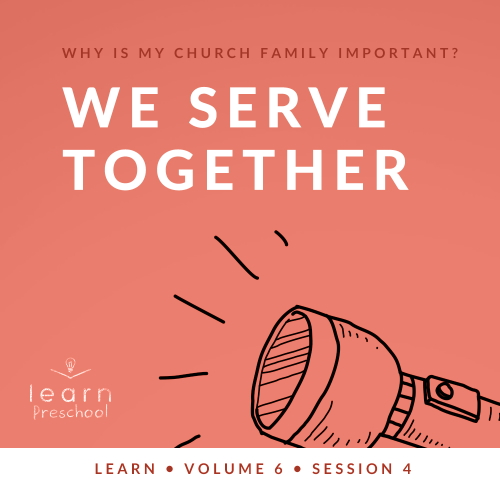 WHY IS MY CHURCH FAMILY IMPORTANT?
WE SERVE
TOGETHER
learn
Preschool
LEARN • VOLUME 6 • SESSION 4